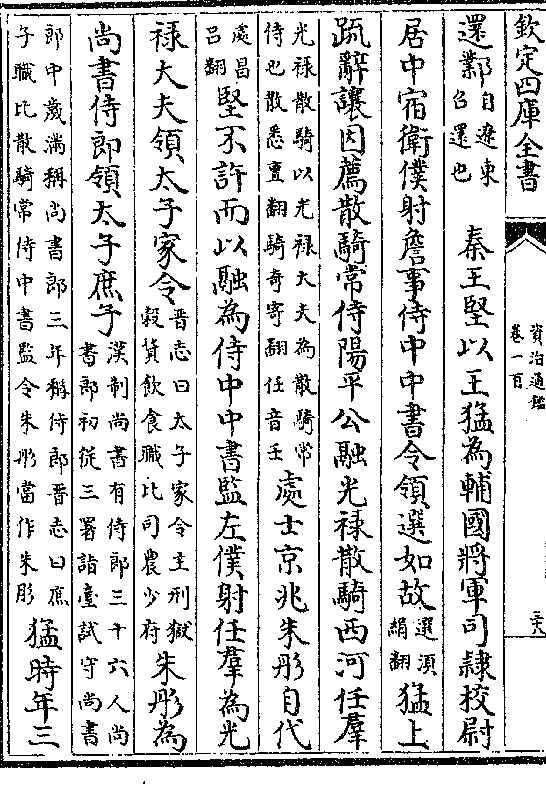 欽定四庫全書
資治通鑑
卷一百
三十八
還鄴自遼東
召還也
秦王堅以王猛為輔國將軍司隸校尉
居中宿衛僕射詹事侍中中書令領選如故選須
絹翻
猛上
疏辭讓因薦散騎常侍陽平公融光禄散騎西河任羣
光禄散騎以光禄大夫為散騎常
侍也散悉亶翻騎奇寄翻任音壬
處士京兆朱彤自代
處昌
吕翻
堅不許而以融為侍中中書監左僕射任羣為光
禄大夫領太子家令晉志曰太子家令主刑獄
穀貨飲食職比司農少府
朱彤為
尚書侍郎領太子庶子漢制尚書有侍郎三十六人尚
書郎初從三署詣臺試守尚書
郎中歲滿稱尚書郎三年稱侍郎晉志曰庶
子職比散騎常侍中書監令朱彤當作朱肜
猛時年三